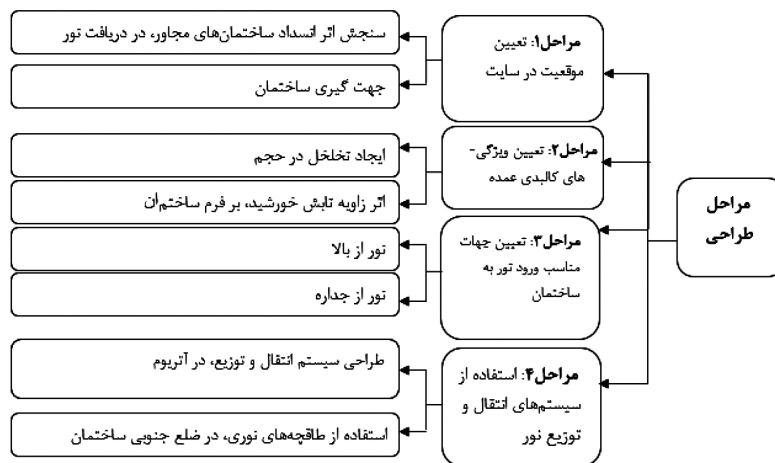 مراحل
طراحی
مراحل۱: تعیین
موقعیت در سایت
سنجش اثر انسداد ساختمان‌های مجاور، در دریافت نور
جهت گیری ساختمان
مراحل۲: تعیین ویژگی-
های کالبدی عمده
ایجاد تخلخل در حجم
اثر زاویه تابش خورشید، بر فرم ساختمان
مراحل۳: تعیین جهات
مناسب ورود نور به
ساختمان
نور از بالا
نور از جداره
مراحل۴: استفاده از
سیستم‌های انتقال و
توزیع نور
طراحی سیستم انتقال و توزیع، در آتریوم
استفاده از طاقچه‌های نوری، در ضلع جنوبی ساختمان